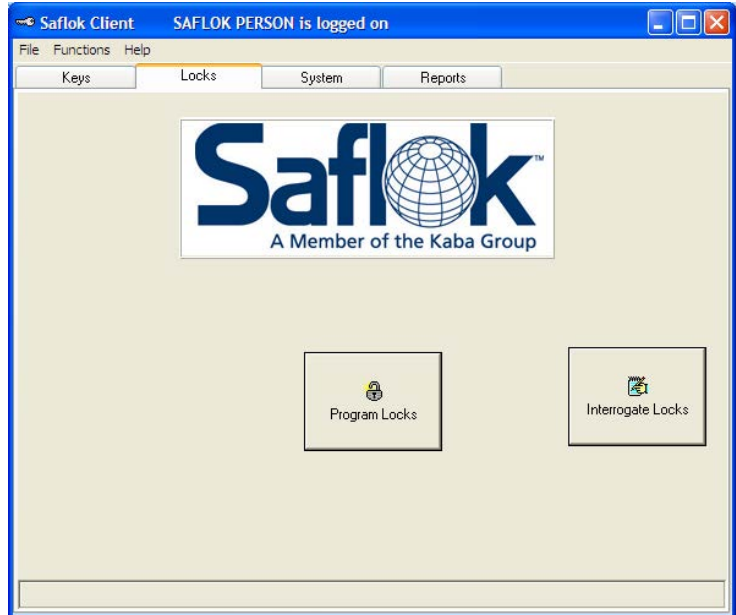 Saflok Client SAFLOK PERSON is logged on
File Functions Help
Keys Locks System Reports
Saflok™
A Member of the Kaba Group
Program Locks
Interrogate Locks